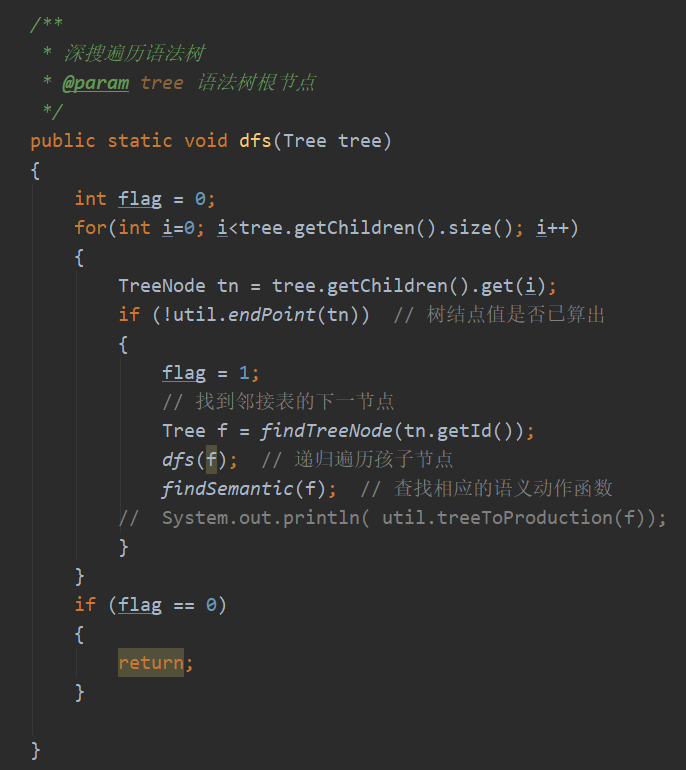 /**
 * 深搜遍历语法树
 * @param tree 语法树根节点
 */
public static void dfs(Tree tree)
{
    int flag = 0;
    for(int i=0; i<tree.getChildren().size(); i++)
    {
        TreeNode tn = tree.getChildren().get(i);
        if (!util.endPoint(tn))  // 树结点值是否已算出
        {
            flag = 1;
            // 找到邻接表的下一节点
            Tree f = findTreeNode(tn.getId());
            dfs(f);  // 递归遍历孩子节点
            findSemantic(f);  // 查找相应的语义动作函数
        //  System.out.println( util.treeToProduction(f));
        }
    }
    if (flag == 0)
    {
        return;
    }
}